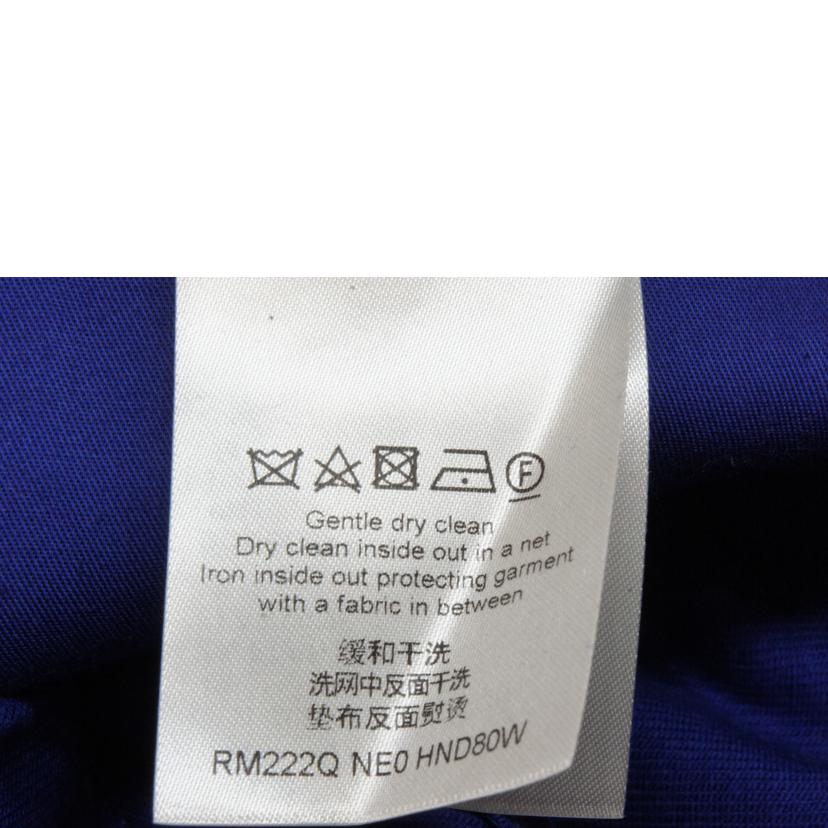 F
Gentle dry clean
Dry clean inside out in a net
Iron inside out protecting garment
with a fabric in between
缓和干洗
洗网中反面干洗
垫布反面熨烫
RM222Q NE0 HND80W